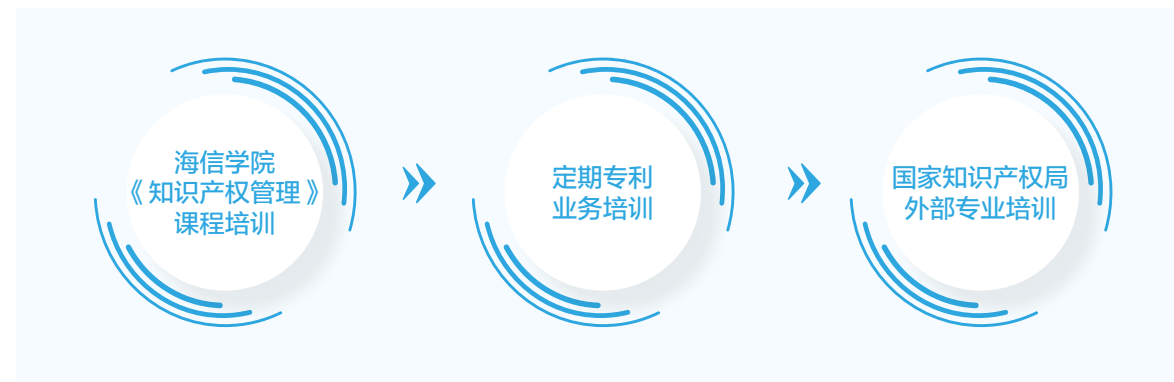 海信学院
《 知识产权管理 》
课程培训
定期专利
业务培训
国家知识产权局
外部专业培训